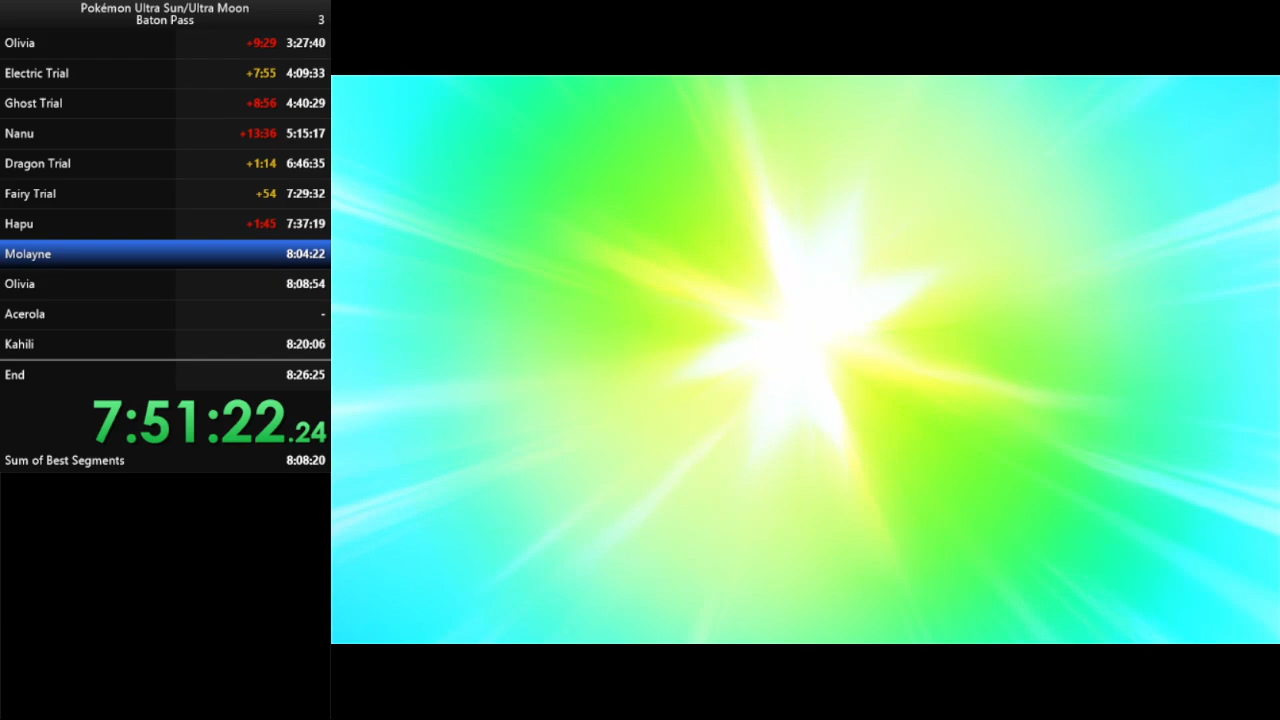 Pokémon Ultra Sun/Ultra Moon
Baton Pass 3
Olivia +9:29 3:27:40
Electric Trial +7:55 4:09:33
Ghost Trial +8:56 4:40:29
Nanu +13:36 5:15:17
Dragon Trial +1:14 6:46:35
Fairy Trial +54 7:29:32
Hapu +1:45 7:37:19
Molayne 8:04:22
Olivia 8:08:54
Acerola -
Kahili 8:20:06
End 8:26:25
7:51:22.24
Sum of Best Segments 8:08:20